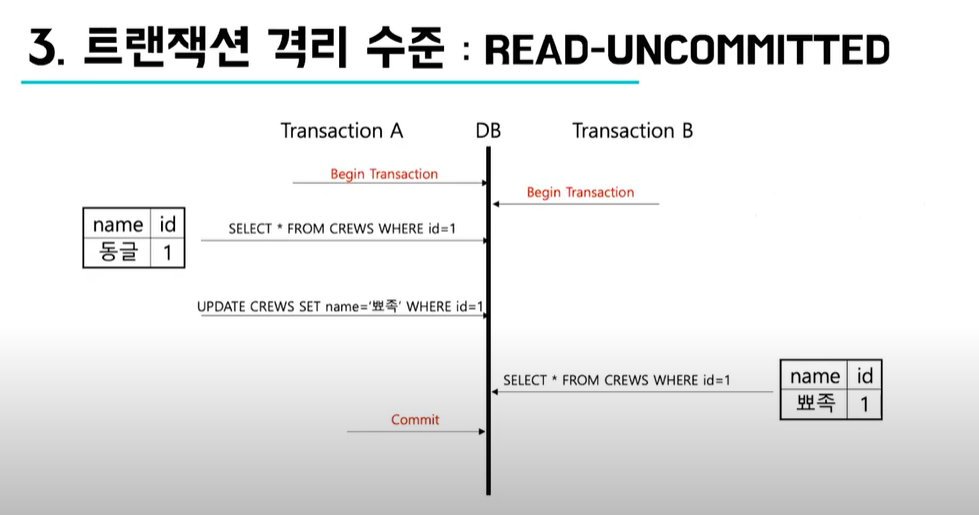 3. 트랜잭션 격리 수준 : READ-UNCOMMITTED
Transaction A DB Transaction B
Begin Transaction
Begin Transaction
name id
동글 1
SELECT * FROM CREWS WHERE id=1
UPDATE CREWS SET name='뾰족' WHERE id=1
SELECT * FROM CREWS WHERE id=1
name id
뾰족 1
Commit